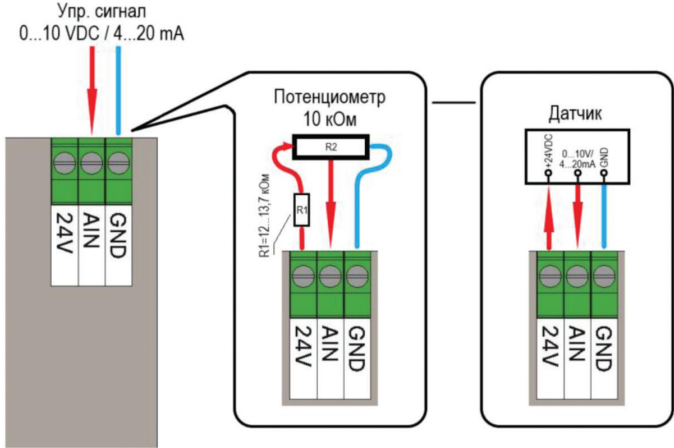 Упр. сигнал
0...10 VDC / 4...20 mA
24V
AIN
GND
Потенциометр
10 кОм
R2
R1
R1=12...13,7 кОм
24V
AIN
GND
Датчик
+24VDC
0...10V/
4...20mA
GND
24V
AIN
GND